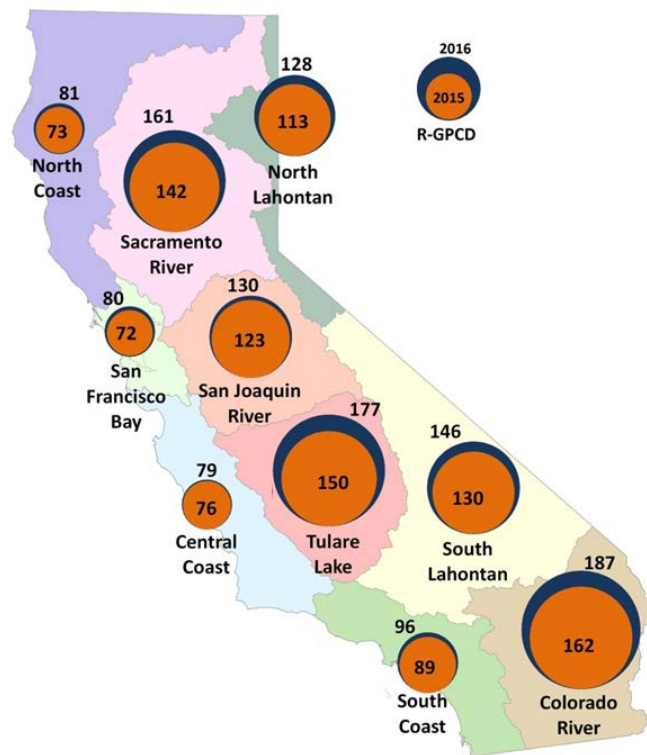 2016
2015
R-GPCD
81
73
North
Coast
161
142
Sacramento
River
128
113
North
Lahontan
80
72
San
Francisco
Bay
130
123
San Joaquin
River
79
76
Central
Coast
177
150
Tulare
Lake
146
130
South
Lahontan
96
89
South
Coast
187
162
Colorado
River